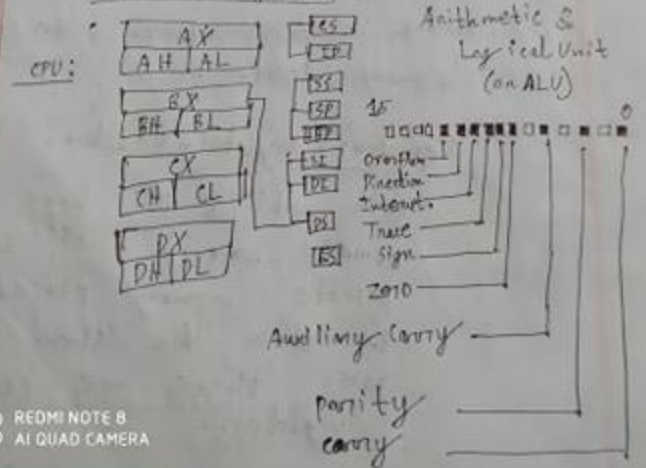 CPU:
AX
AH AL
BX
BH BL
CX
CH CL
DX
DH DL
CS
IP
SS
SP
BP
SI
DI
DS
ES
Arithmetic &
Logical Unit
(on ALU)
15
0
Overflow
Direction
Interrupt.
Trace
Sign
Zero
Auxiliary Carry
parity
carry
REDMI NOTE 8
AI QUAD CAMERA